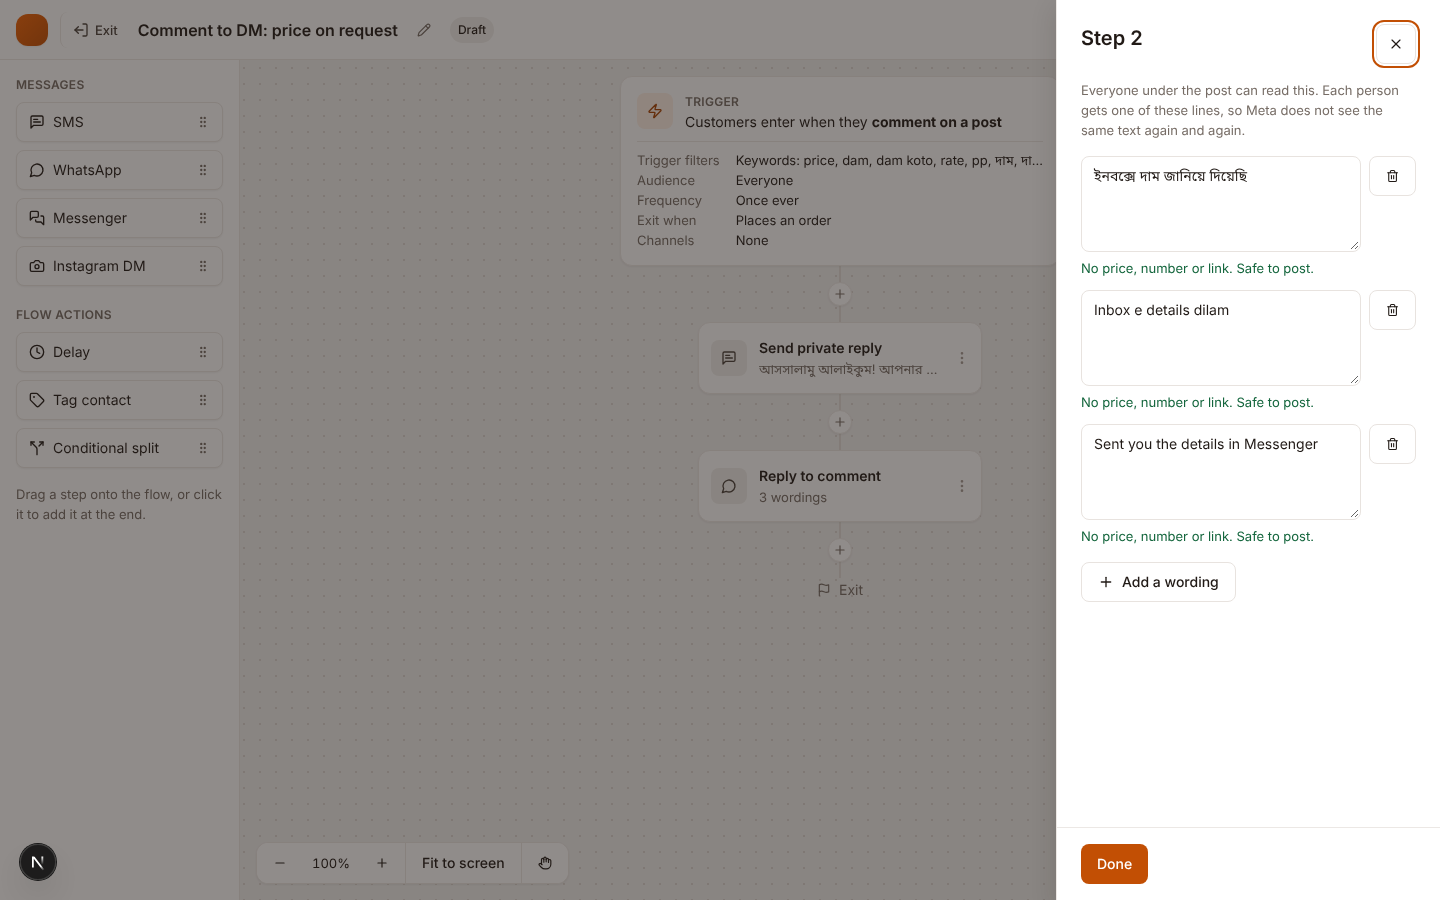 Exit
Comment to DM: price on request
Draft
MESSAGES
SMS
WhatsApp
Messenger
Instagram DM
FLOW ACTIONS
Delay
Tag contact
Conditional split
Drag a step onto the flow, or click
it to add it at the end.
TRIGGER
Customers enter when they comment on a post
Trigger filters Keywords: price, dam, dam koto, rate, pp, দাম, দা...
Audience Everyone
Frequency Once ever
Exit when Places an order
Channels None
Send private reply
আসসালামু আলাইকুম! আপনার ...
Reply to comment
3 wordings
Exit
100%
Fit to screen
N
Step 2
Everyone under the post can read this. Each person
gets one of these lines, so Meta does not see the
same text again and again.
ইনবক্সে দাম জানিয়ে দিয়েছি
No price, number or link. Safe to post.
Inbox e details dilam
No price, number or link. Safe to post.
Sent you the details in Messenger
No price, number or link. Safe to post.
Add a wording
Done